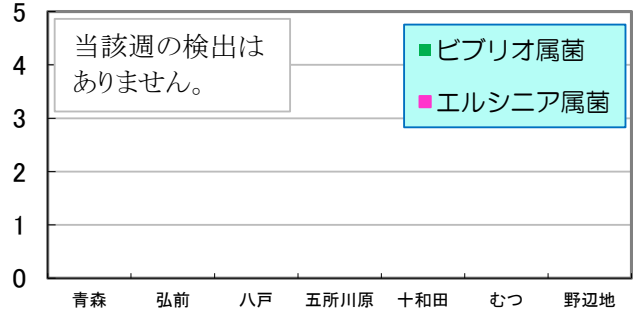 5
4
3
2
1
0
当該週の検出は
ありません。
■ビブリオ属菌
■エルシニア属菌
青森 弘前 八戸 五所川原 十和田 むつ 野辺地